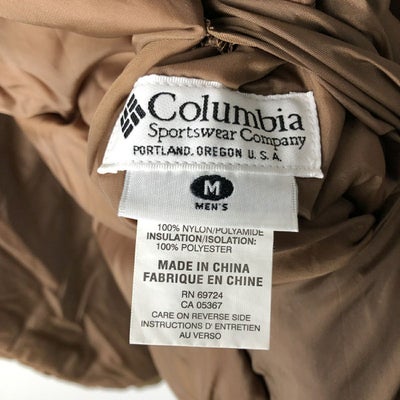 Columbia
Sportswear Company
PORTLAND, OREGON U.S.A.
M
MEN'S
100% NYLON/POLYAMIDE
INSULATION/ISOLATION:
100% POLYESTER
MADE IN CHINA
FABRIQUE EN CHINE
RN 69724
CA 05367
CARE ON REVERSE SIDE
INSTRUCTIONS D'ENTRETIEN
AU VERSO